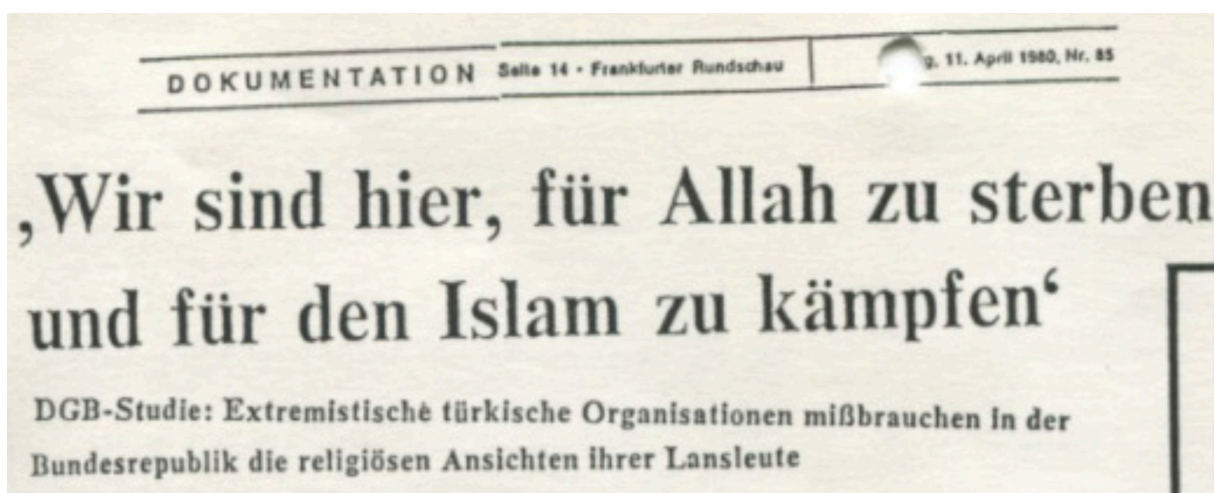 DOKUMENTATION Seite 14 · Frankfurter Rundschau g, 11. April 1980, Nr. 85
‚Wir sind hier, für Allah zu sterben
und für den Islam zu kämpfen‘
DGB-Studie: Extremistische türkische Organisationen mißbrauchen in der
Bundesrepublik die religiösen Ansichten ihrer Lansleute